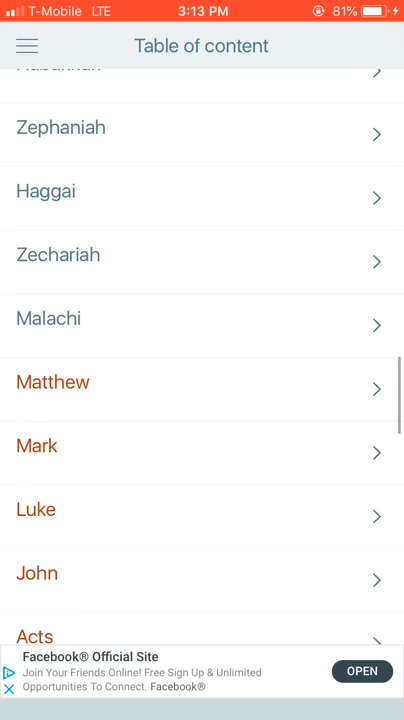 T-Mobile LTE 3:13 PM 81%
Table of content
Zephaniah
Haggai
Zechariah
Malachi
Matthew
Mark
Luke
John
Acts
Facebook® Official Site
Join Your Friends Online! Free Sign Up & Unlimited
Opportunities To Connect. Facebook®
OPEN